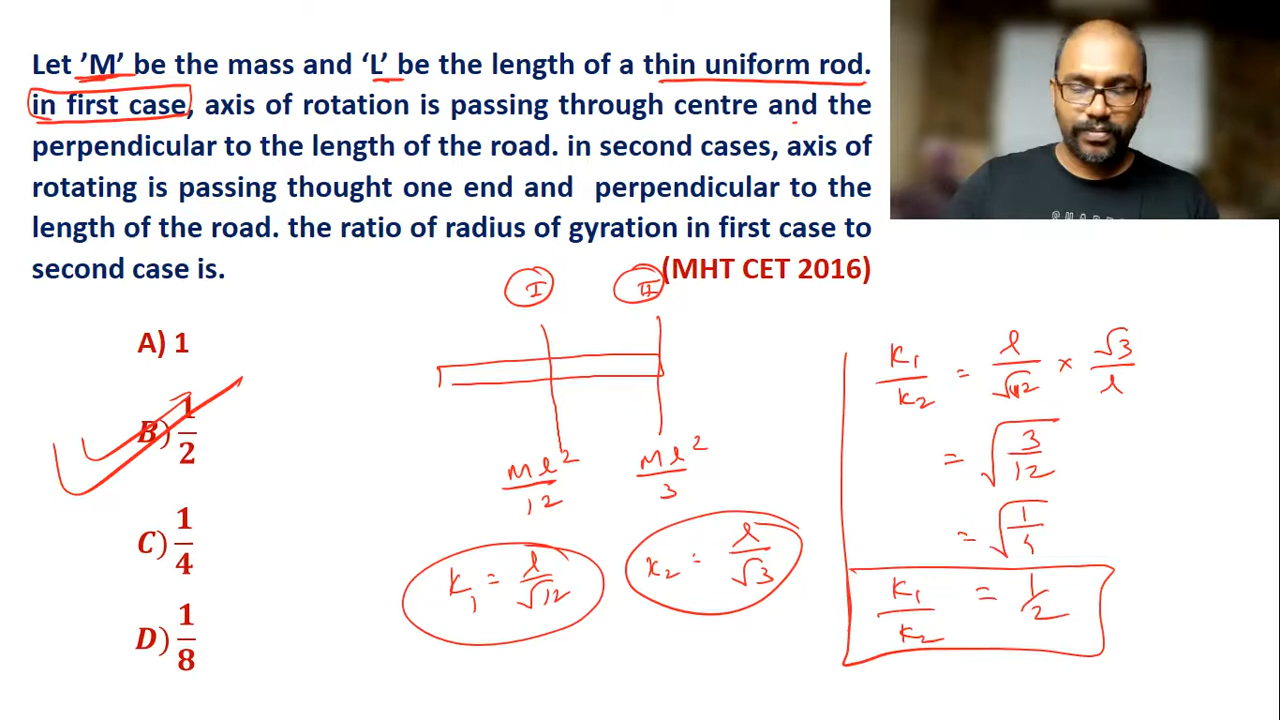 Let ’M’ be the mass and ‘L’ be the length of a thin uniform rod.
in first case, axis of rotation is passing through centre and the
perpendicular to the length of the road. in second cases, axis of
rotating is passing thought one end and perpendicular to the
length of the road. the ratio of radius of gyration in first case to
second case is.
(MHT CET 2016)
A) 1
B) 1/2
C) 1/4
D) 1/8
I
II
Ml²/12
Ml²/3
K₁ = l/√12
K₂ = l/√3
K₁/K₂ = l/√12 × √3/l
= √(3/12)
= √(1/4)
K₁/K₂ = 1/2